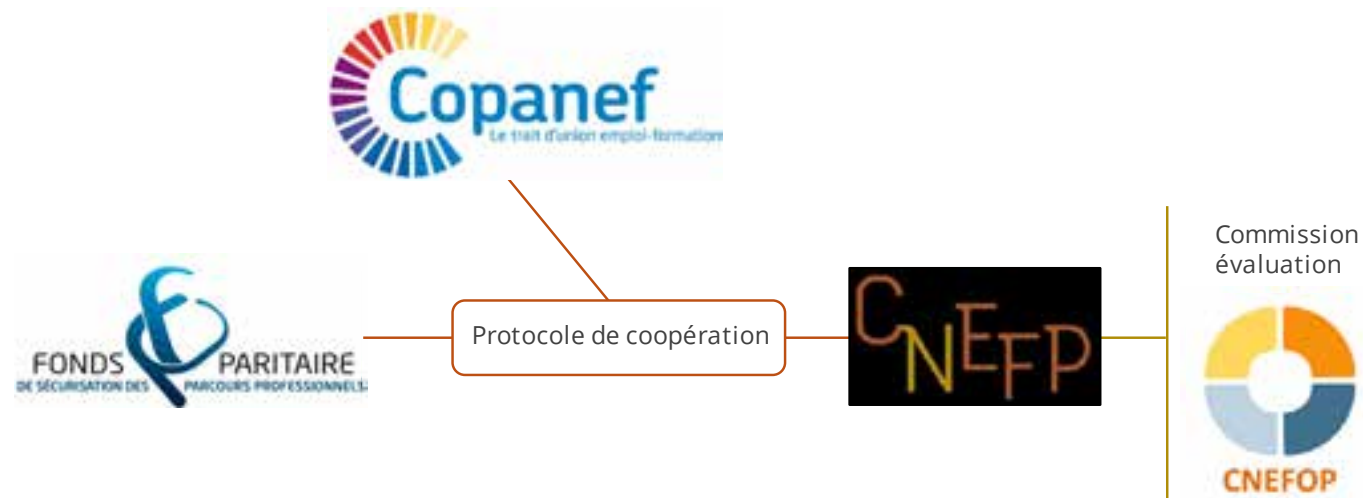 Copanef
Le trait d'union emploi-formation
Commission
évaluation
FONDS PARITAIRE
DE SÉCURISATION DES PARCOURS PROFESSIONNELS
Protocole de coopération
CNEFP
CNEFOP